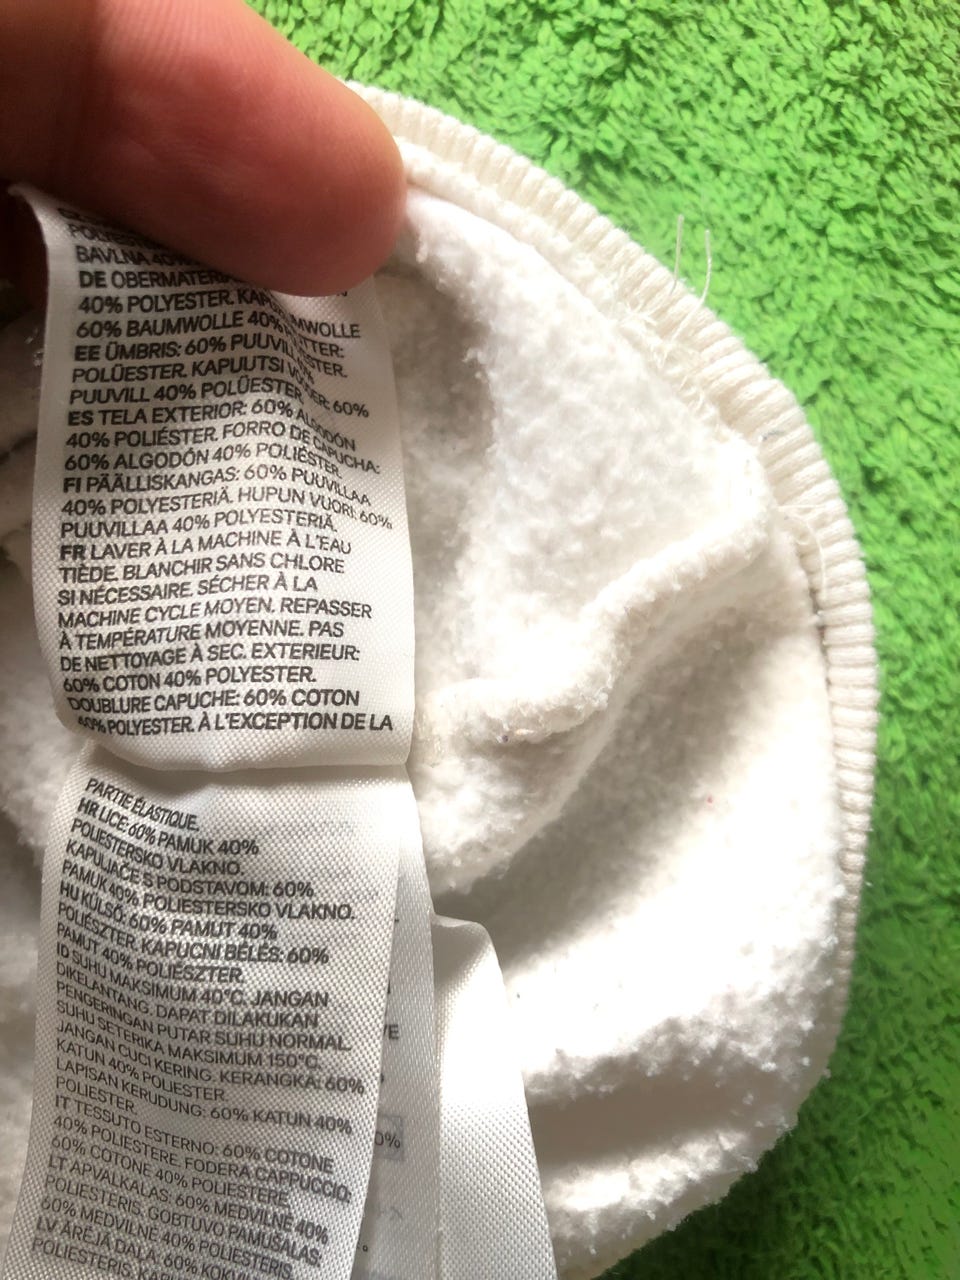 POLIÉSTER
BAVLNA 40%
DE OBERMATERIAL
40% POLYESTER. KAPUZENFUTTER:
60% BAUMWOLLE 40%
EE ÜMBRIS: 60% PUUVILL
POLÜESTER. KAPUUTSI VOODER: 60%
PUUVILL 40% POLÜESTER.
ES TELA EXTERIOR: 60% ALGODÓN
40% POLIÉSTER. FORRO DE CAPUCHA:
60% ALGODÓN 40% POLIÉSTER.
FI PÄÄLLISKANGAS: 60% PUUVILLAA
40% POLYESTERIÄ. HUPUN VUORI: 60%
PUUVILLAA 40% POLYESTERIÄ.
FR LAVER À LA MACHINE À L'EAU
TIÈDE. BLANCHIR SANS CHLORE
SI NÉCESSAIRE. SÉCHER À LA
MACHINE CYCLE MOYEN. REPASSER
À TEMPÉRATURE MOYENNE. PAS
DE NETTOYAGE À SEC. EXTERIEUR:
60% COTON 40% POLYESTER.
DOUBLURE CAPUCHE: 60% COTON
40% POLYESTER. À L'EXCEPTION DE LA
PARTIE ÉLASTIQUE.
HR LICE: 60% PAMUK 40%
POLIESTERSKO VLAKNO.
KAPULJAČE S PODSTAVOM: 60%
PAMUK 40% POLIESTERSKO VLAKNO.
HU KÜLSŐ: 60% PAMUT 40%
POLIÉSZTER. KAPUCNI BÉLÉS: 60%
PAMUT 40% POLIÉSZTER.
ID SUHU MAKSIMUM 40°C. JANGAN
DIKELANTANG. DAPAT DILAKUKAN
PENGERINGAN PUTAR SUHU NORMAL.
SUHU SETERIKA MAKSIMUM 150°C.
JANGAN CUCI KERING. KERANGKA: 60%
KATUN 40% POLIESTER.
LAPISAN KERUDUNG: 60% KATUN 40%
POLIESTER.
IT TESSUTO ESTERNO: 60% COTONE
40% POLIESTERE. FODERA CAPPUCCIO:
60% COTONE 40% POLIESTERE.
LT APVALKALAS: 60% MEDVILNĖ 40%
POLIESTERIS. GOBTUVO PAMUŠALAS:
60% MEDVILNĖ 40% POLIESTERIS.
LV ĀRĒJĀ DAĻA: 60% KOKVILNA
POLIESTERIS.